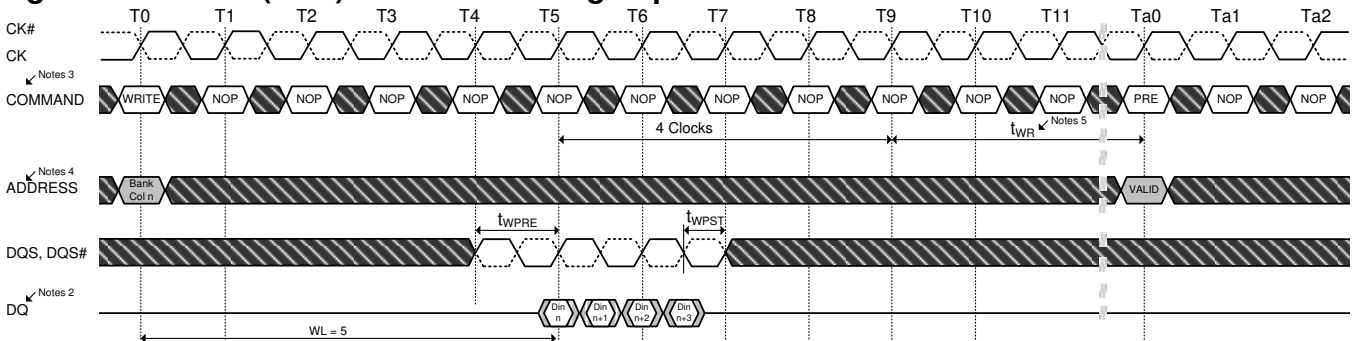 T0 T1 T2 T3 T4 T5 T6 T7 T8 T9 T10 T11 Ta0 Ta1 Ta2
CK#
CK
Notes 3
COMMAND WRITE NOP NOP NOP NOP NOP NOP NOP NOP NOP NOP NOP PRE NOP NOP
4 Clocks tWR Notes 5
Notes 4
ADDRESS Bank Col n VALID
tWPRE tWPST
DQS, DQS#
Notes 2
DQ Din n Din n+1 Din n+2 Din n+3
WL = 5